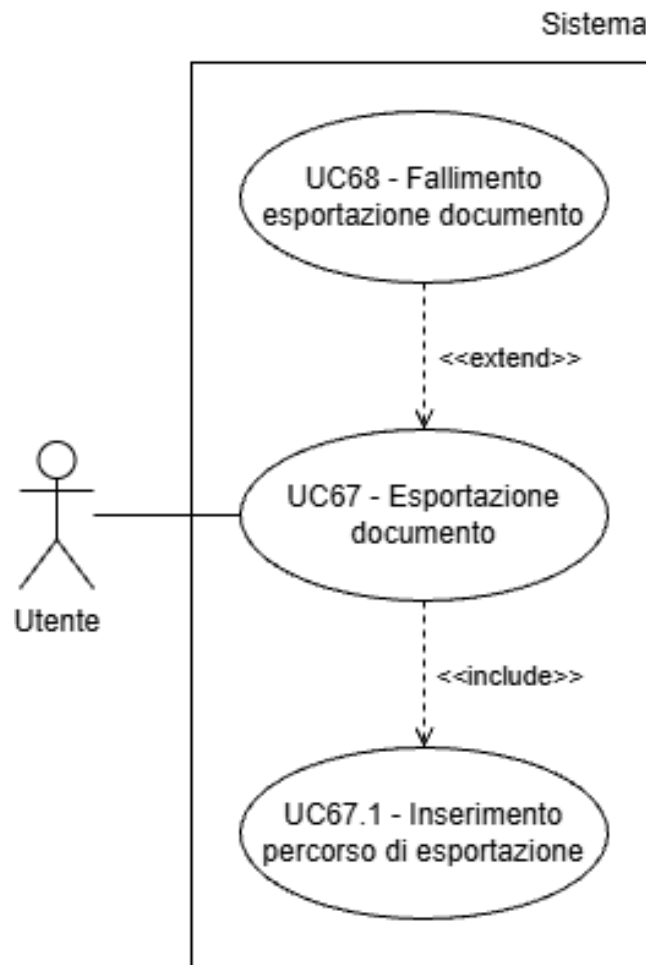 Sistema
UC68 - Fallimento
esportazione documento
<<extend>>
UC67 - Esportazione
documento
Utente
<<include>>
UC67.1 - Inserimento
percorso di esportazione